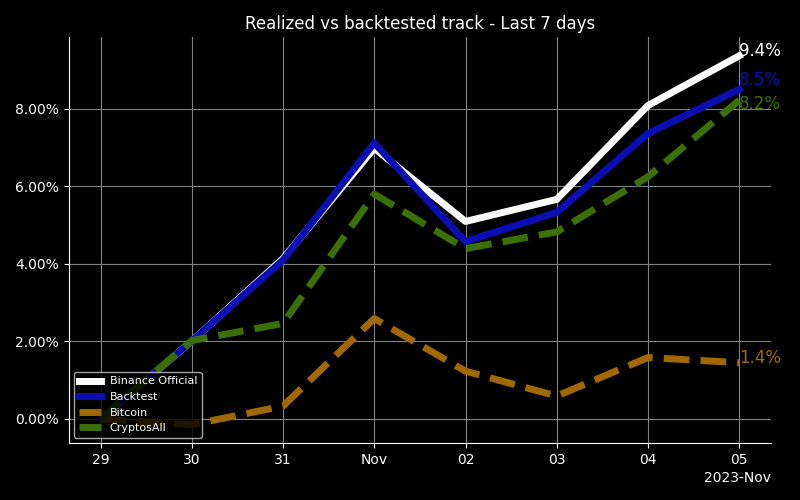 Realized vs backtested track - Last 7 days
9.4%
8.5%
8.2%
8.00%
6.00%
4.00%
2.00%
1.4%
0.00%
Binance Official
Backtest
Bitcoin
CryptosAll
29 30 31 Nov 02 03 04 05
2023-Nov